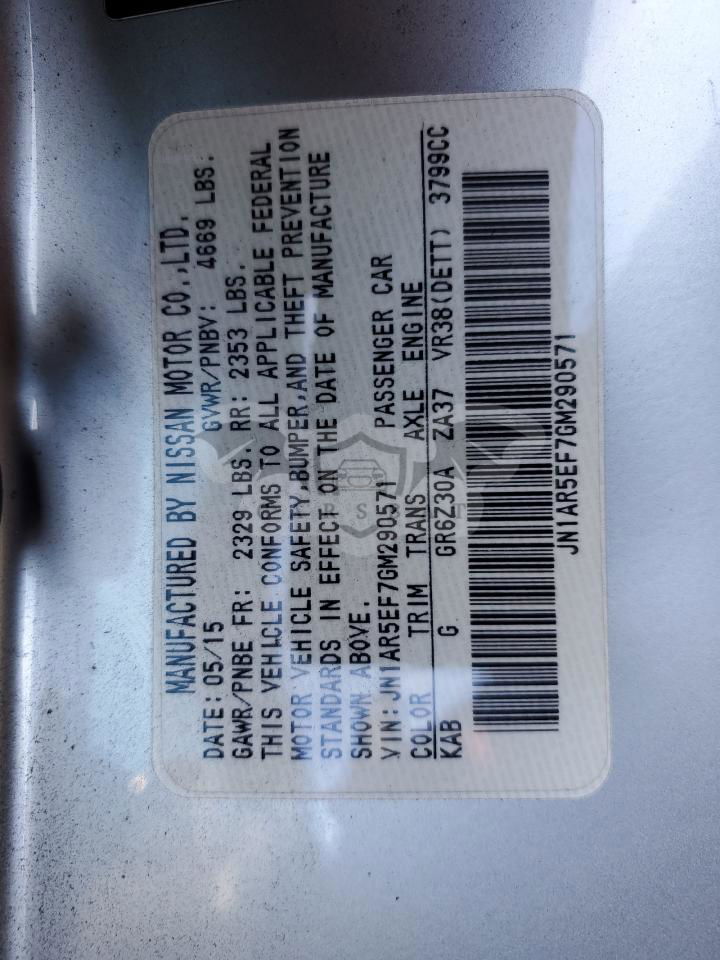 MANUFACTURED BY NISSAN MOTOR CO.,LTD.
DATE: 05/15 GVWR/PNBV: 4669 LBS.
GAWR/PNBE FR: 2329 LBS. RR: 2353 LBS.
THIS VEHICLE CONFORMS TO ALL APPLICABLE FEDERAL
MOTOR VEHICLE SAFETY,BUMPER,AND THEFT PREVENTION
STANDARDS IN EFFECT ON THE DATE OF MANUFACTURE
SHOWN ABOVE.
VIN: JN1AR5EF7GM290571 PASSENGER CAR
COLOR TRIM TRANS AXLE ENGINE
KAB G GR6Z30A ZA37 VR38(DETT) 3799CC
JN1AR5EF7GM290571